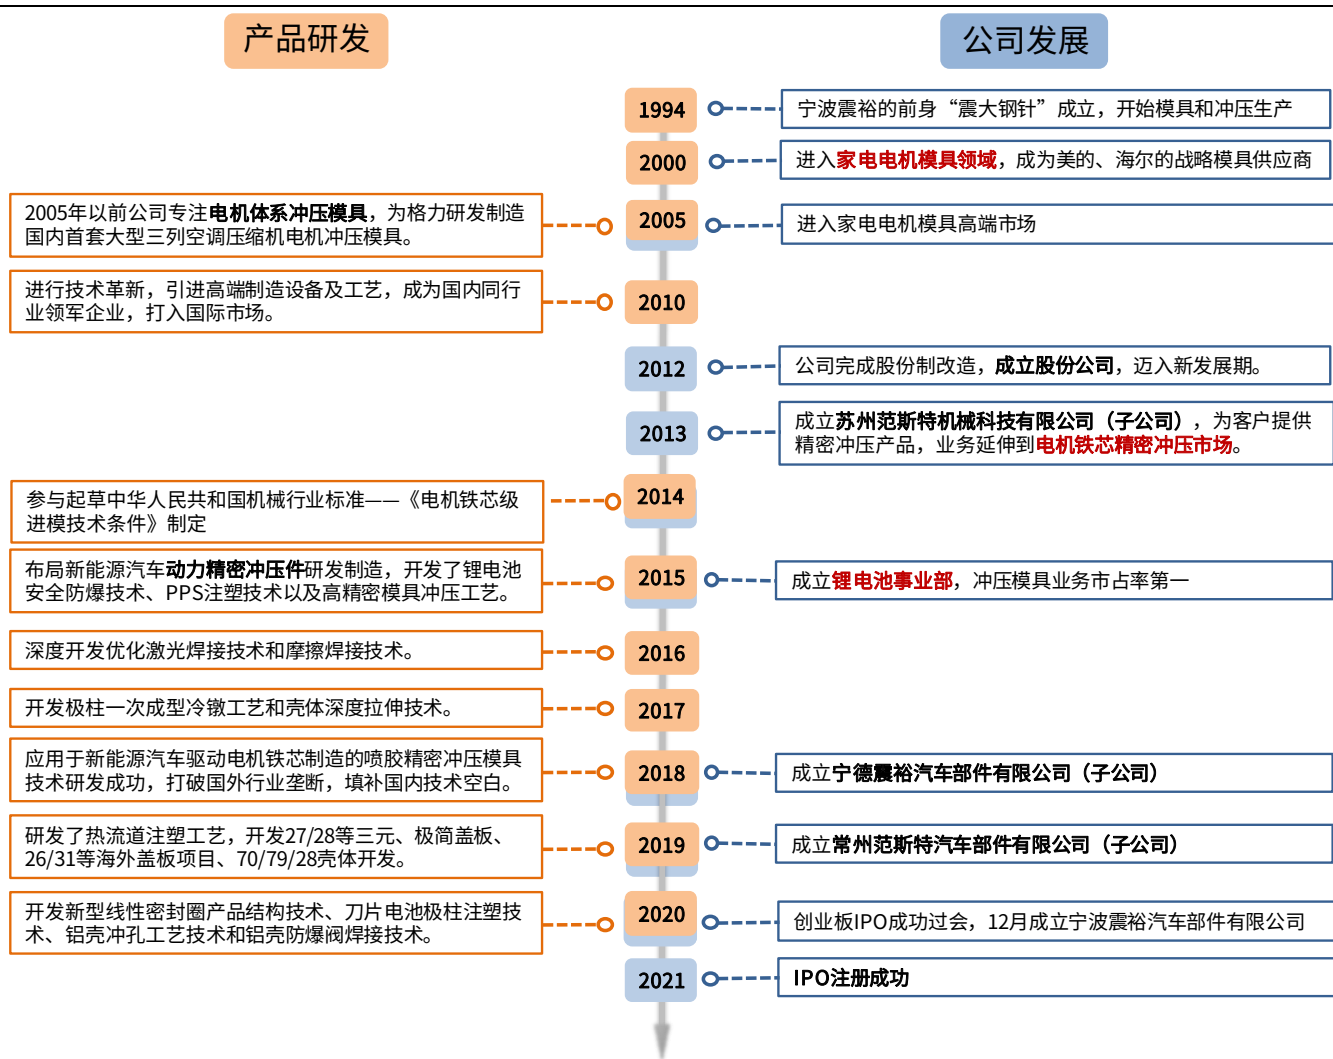 产品研发
公司发展
1994
宁波震裕的前身“震大钢针”成立，开始模具和冲压生产
2000
进入家电电机模具领域，成为美的、海尔的战略模具供应商
2005年以前公司专注电机体系冲压模具，为格力研发制造
国内首套大型三列空调压缩机电机冲压模具。
2005
进入家电电机模具高端市场
进行技术革新，引进高端制造设备及工艺，成为国内同行
业领军企业，打入国际市场。
2010
2012
公司完成股份制改造，成立股份公司，迈入新发展期。
2013
成立苏州范斯特机械科技有限公司（子公司），为客户提供
精密冲压产品，业务延伸到电机铁芯精密冲压市场。
参与起草中华人民共和国机械行业标准——《电机铁芯级
进模技术条件》制定
2014
布局新能源汽车动力精密冲压件研发制造，开发了锂电池
安全防爆技术、PPS注塑技术以及高精密模具冲压工艺。
2015
成立锂电池事业部，冲压模具业务市占率第一
深度开发优化激光焊接技术和摩擦焊接技术。
2016
开发极柱一次成型冷镦工艺和壳体深度拉伸技术。
2017
应用于新能源汽车驱动电机铁芯制造的喷胶精密冲压模具
技术研发成功，打破国外行业垄断，填补国内技术空白。
2018
成立宁德震裕汽车部件有限公司（子公司）
研发了热流道注塑工艺，开发27/28等三元、极简盖板、
26/31等海外盖板项目、70/79/28壳体开发。
2019
成立常州范斯特汽车部件有限公司（子公司）
开发新型线性密封圈产品结构技术、刀片电池极柱注塑技
术、铝壳冲孔工艺技术和铝壳防爆阀焊接技术。
2020
创业板IPO成功过会，12月成立宁波震裕汽车部件有限公司
2021
IPO注册成功